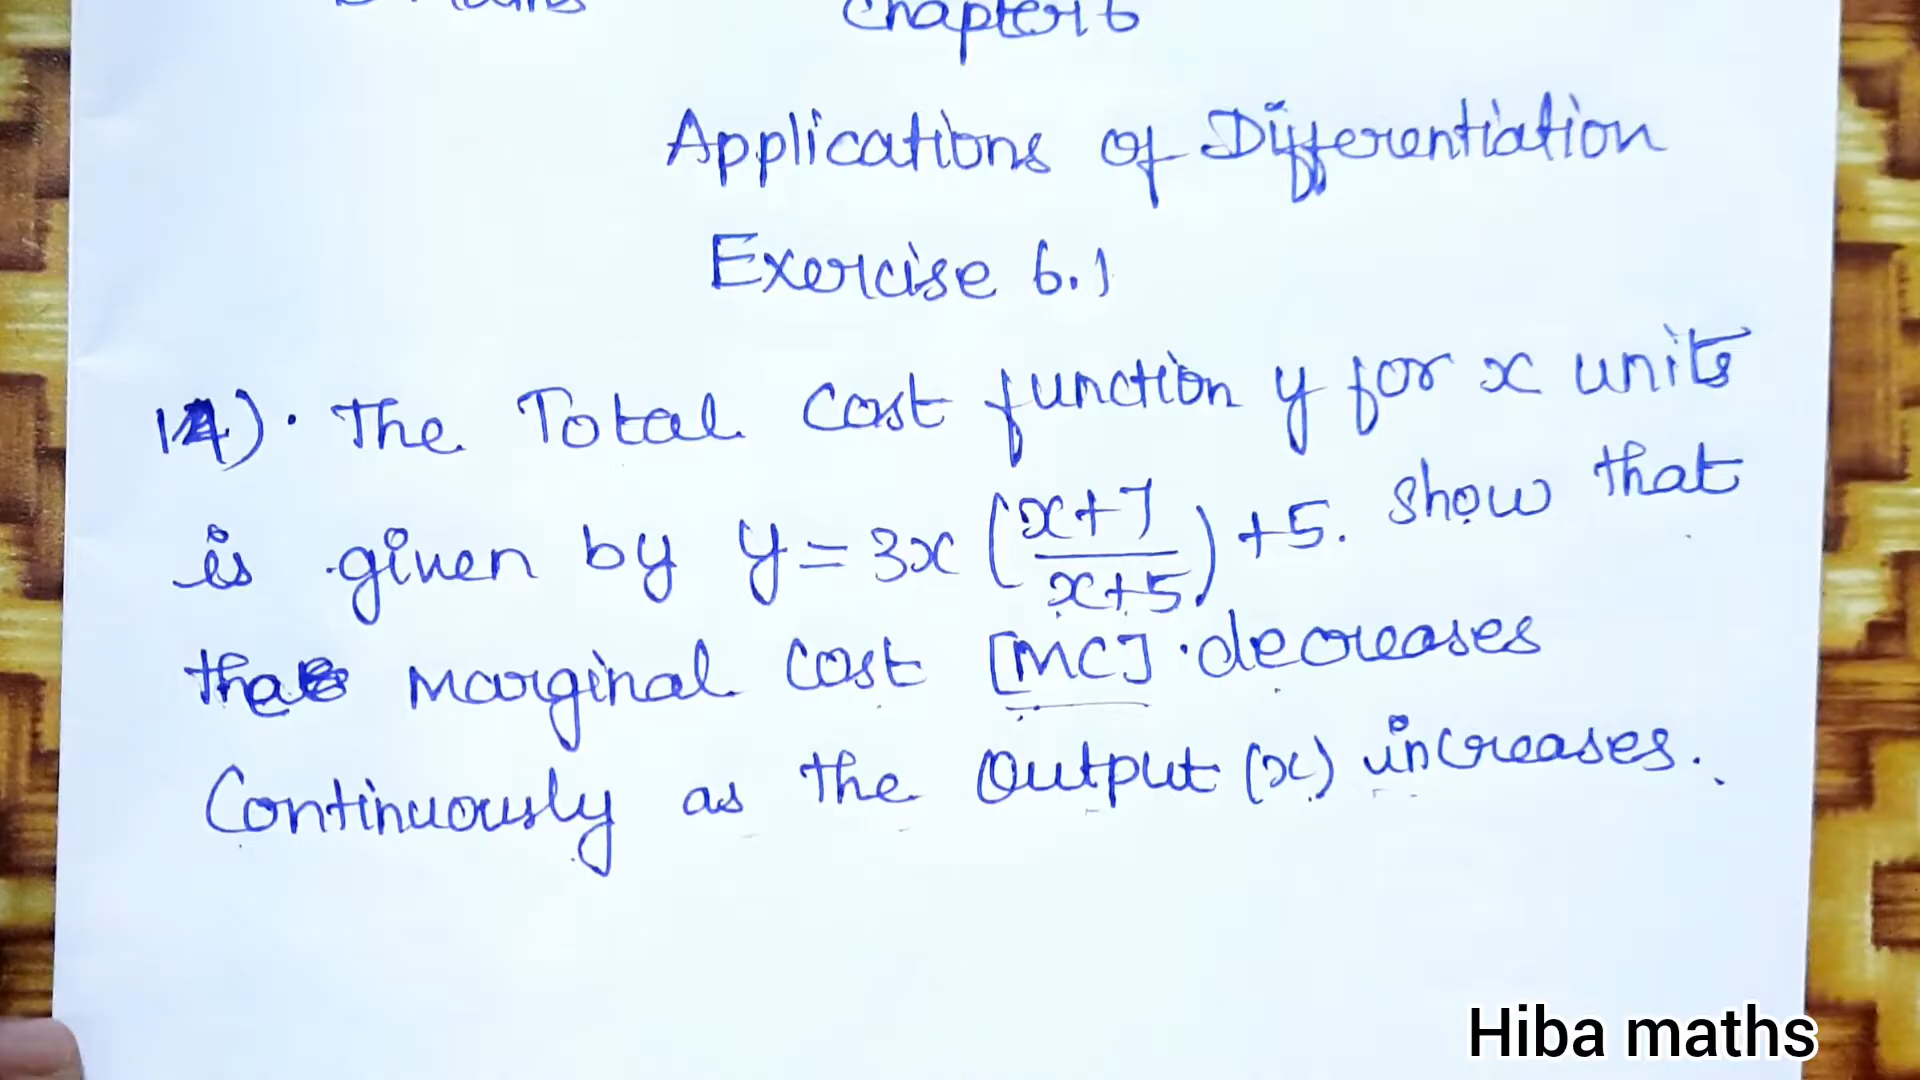 Chapter 6
Applications of Differentiation
Exercise 6.1
14). The Total cost function y for x units
is given by y = 3x (x+7/x+5) + 5. show that
the marginal cost [MC] decreases
Continuously as the output (x) increases.
Hiba maths